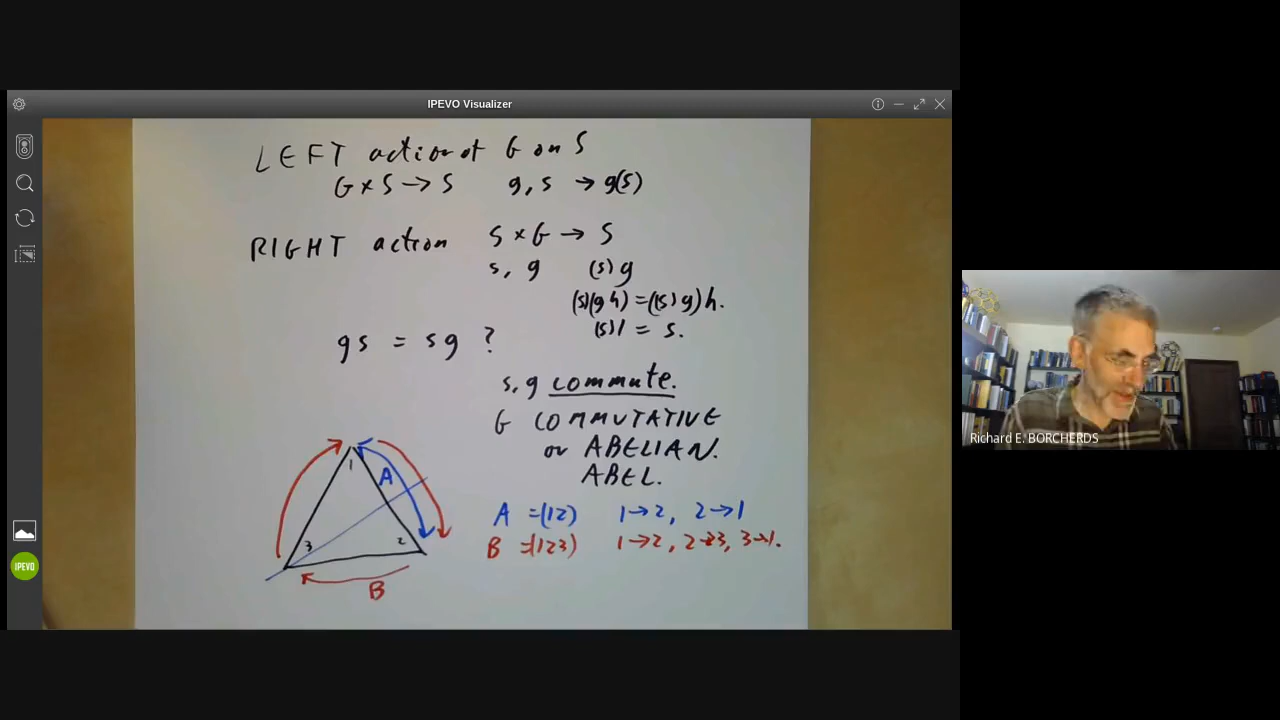 IPEVO Visualizer
LEFT action of G on S
G × S → S    g, s → g(s)
RIGHT action    S × G → S
s, g    (s)g
(s)(gh) = ((s)g)h.
(s)1 = s.
gs = sg ?
s, g commute.
G COMMUTATIVE
or ABELIAN.
ABEL.
1
A
3
2
B
A = (12)    1→2, 2→1
B = (123)    1→2, 2→3, 3→1.
IPEVO
Richard E. BORCHERDS